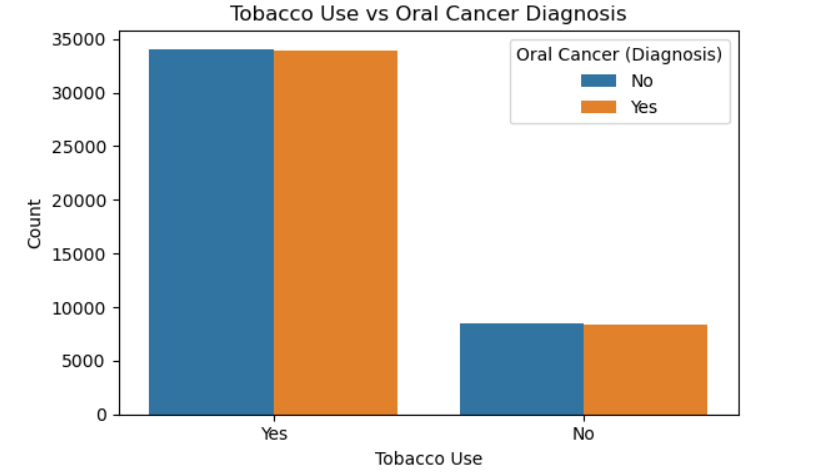 Tobacco Use vs Oral Cancer Diagnosis
35000
30000
25000
20000
15000
10000
5000
0
Count
Oral Cancer (Diagnosis)
No
Yes
Yes
No
Tobacco Use